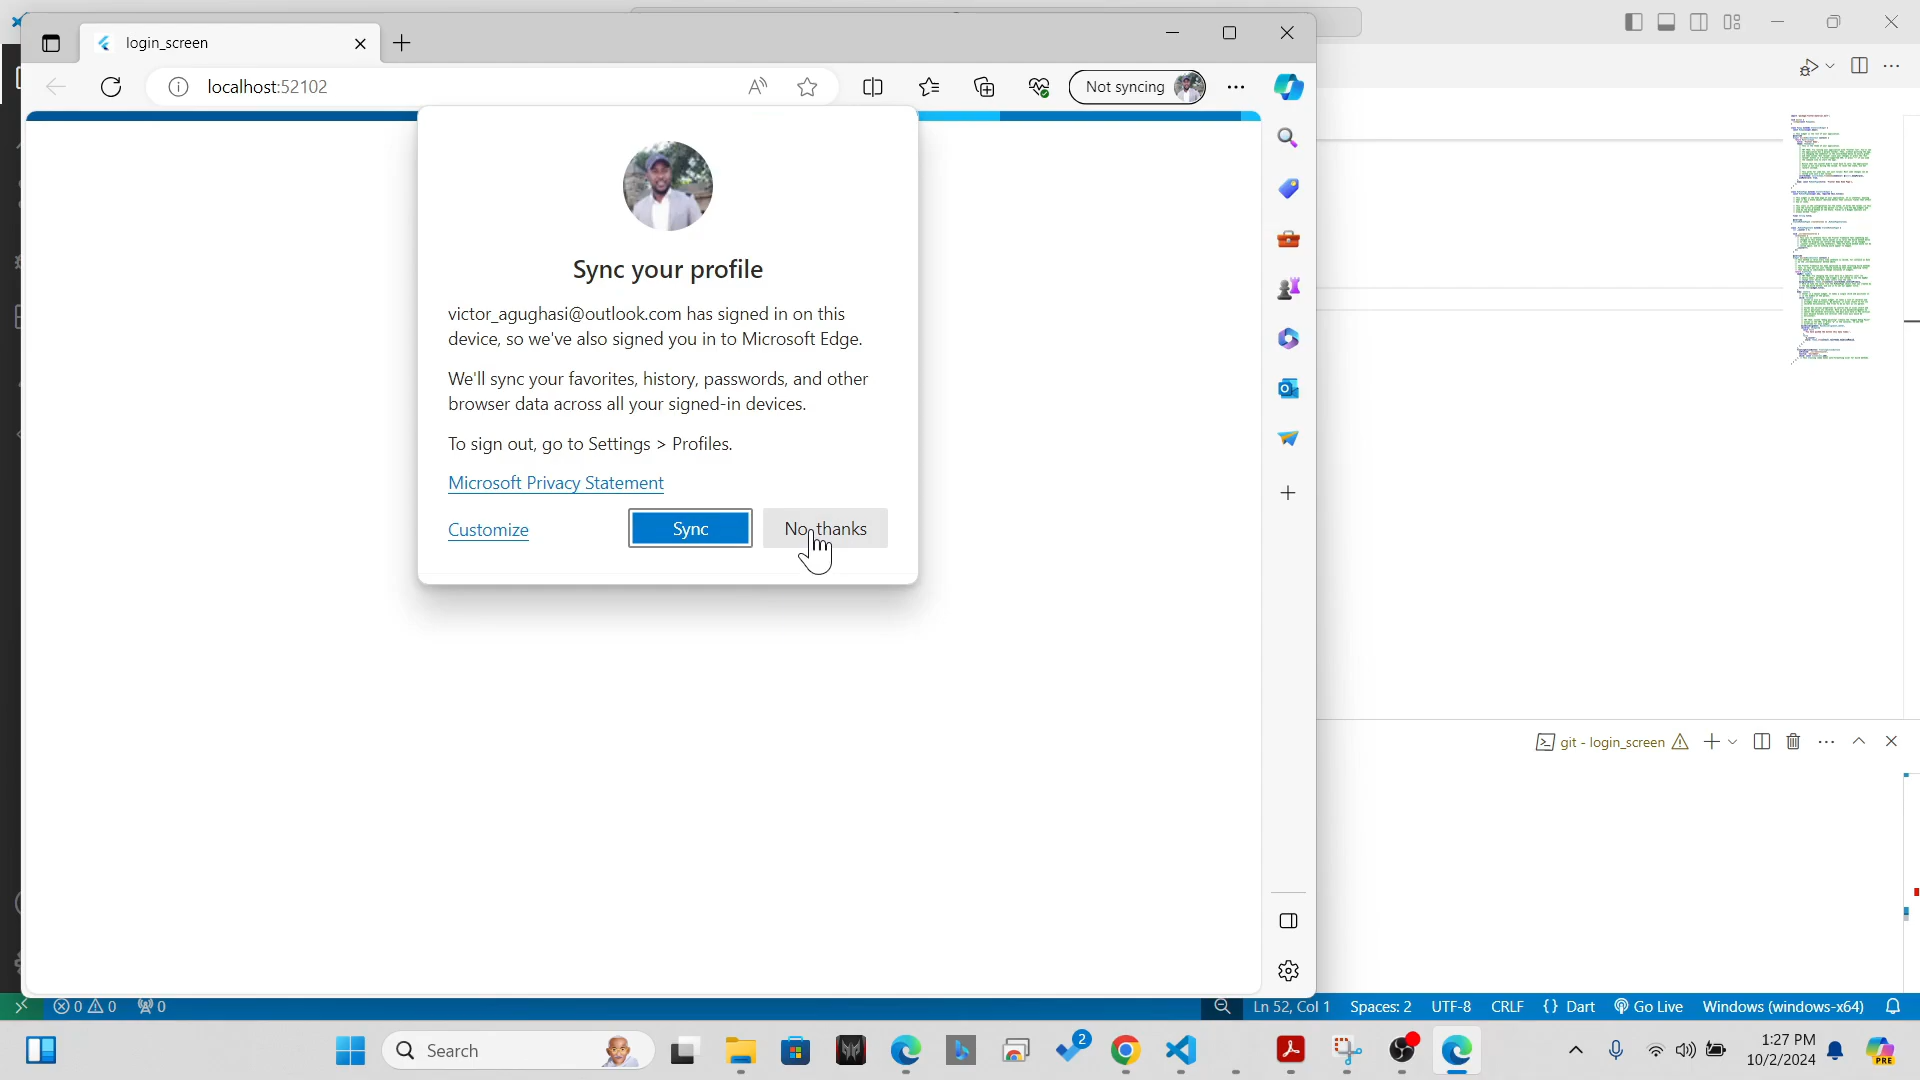 login_screen
localhost:52102
Not syncing
Sync your profile
victor_agughasi@outlook.com has signed in on this
device, so we've also signed you in to Microsoft Edge.
We'll sync your favorites, history, passwords, and other
browser data across all your signed-in devices.
To sign out, go to Settings > Profiles.
Microsoft Privacy Statement
Customize
Sync
No thanks
git - login_screen
0 0 0
Ln 52, Col 1
Spaces: 2
UTF-8
CRLF
{} Dart
Go Live
Windows (windows-x64)
Search
2
1:27 PM
10/2/2024
PRE